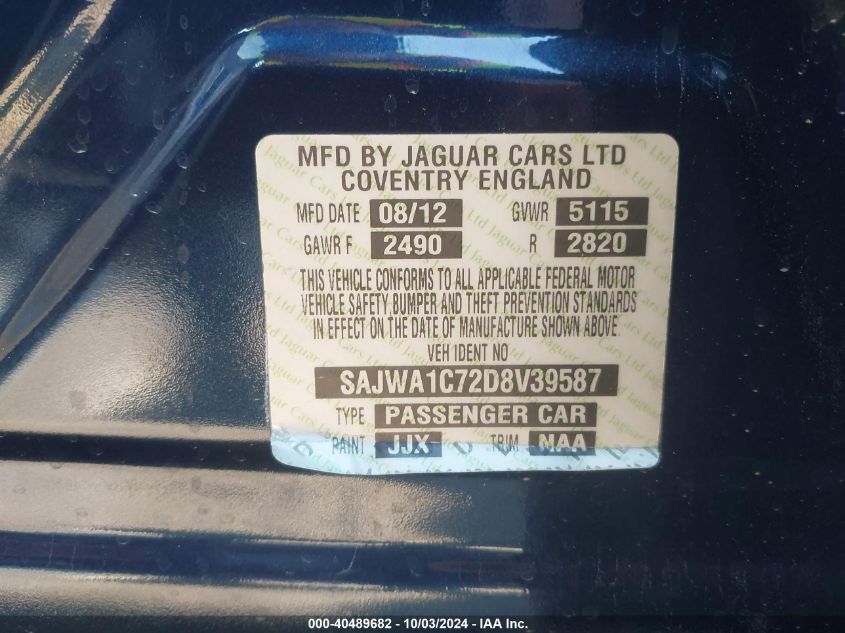 MFD BY JAGUAR CARS LTD
COVENTRY ENGLAND
MFD DATE 08/12 GVWR 5115
GAWR F 2490 R 2820
THIS VEHICLE CONFORMS TO ALL APPLICABLE FEDERAL MOTOR
VEHICLE SAFETY, BUMPER AND THEFT PREVENTION STANDARDS
IN EFFECT ON THE DATE OF MANUFACTURE SHOWN ABOVE.
VEH IDENT NO
SAJWA1C72D8V39587
TYPE PASSENGER CAR
PAINT JJX TRIM NAA
000-40489682 - 10/03/2024 - IAA Inc.